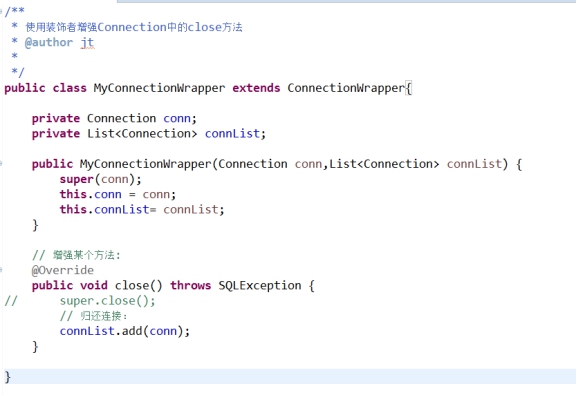 /**
 * 使用装饰者增强Connection中的close方法
 * @author jt
 *
 */
public class MyConnectionWrapper extends ConnectionWrapper{
    private Connection conn;
    private List<Connection> connList;
    public MyConnectionWrapper(Connection conn,List<Connection> connList) {
        super(conn);
        this.conn = conn;
        this.connList= connList;
    }
    // 增强某个方法:
    @Override
    public void close() throws SQLException {
//      super.close();
        // 归还连接:
        connList.add(conn);
    }
}